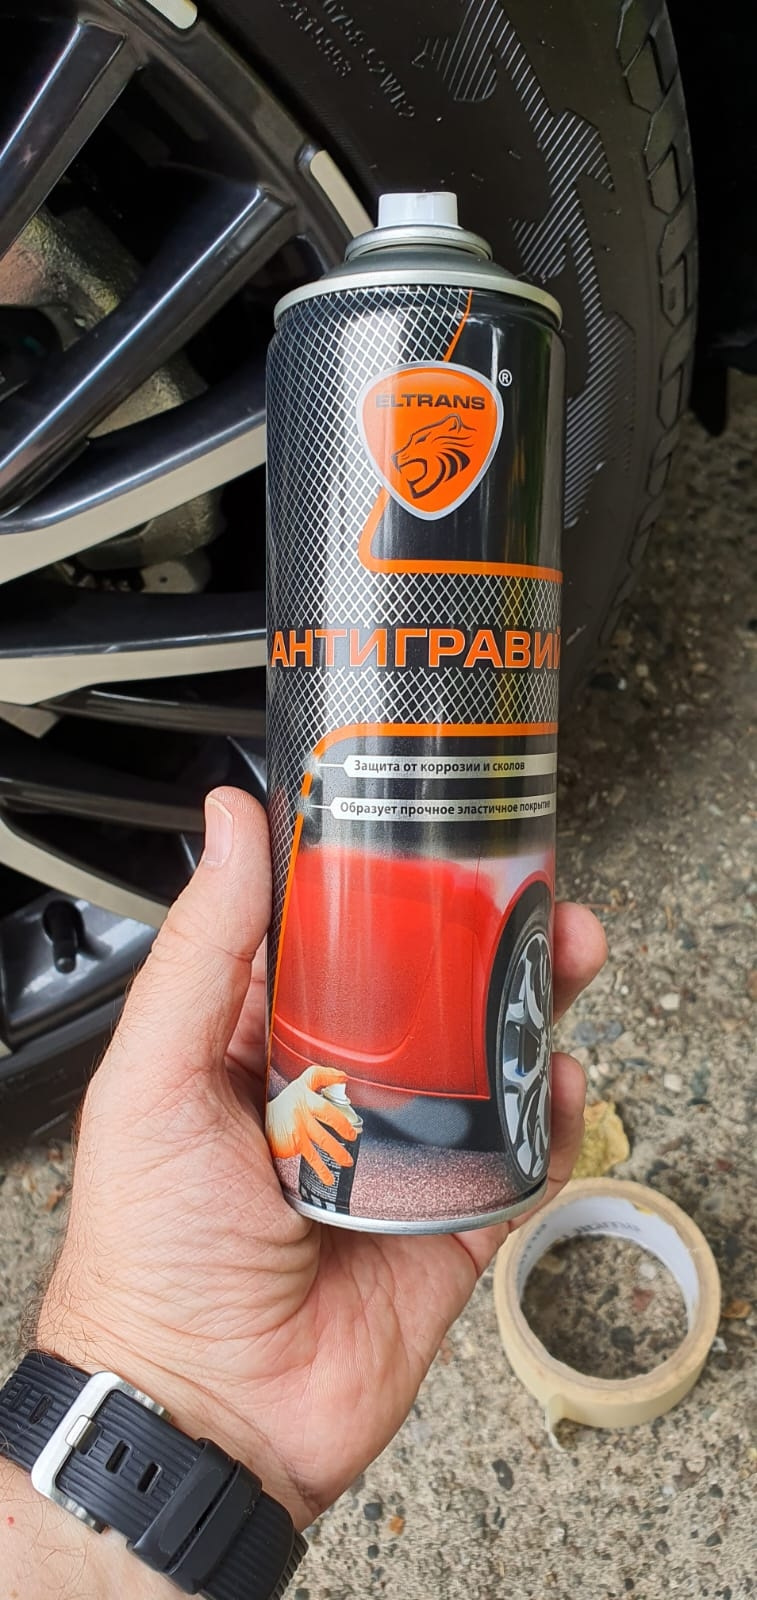 ELTRANS
®
АНТИГРАВИЙ
Защита от коррозии и сколов
Образует прочное эластичное покрытие